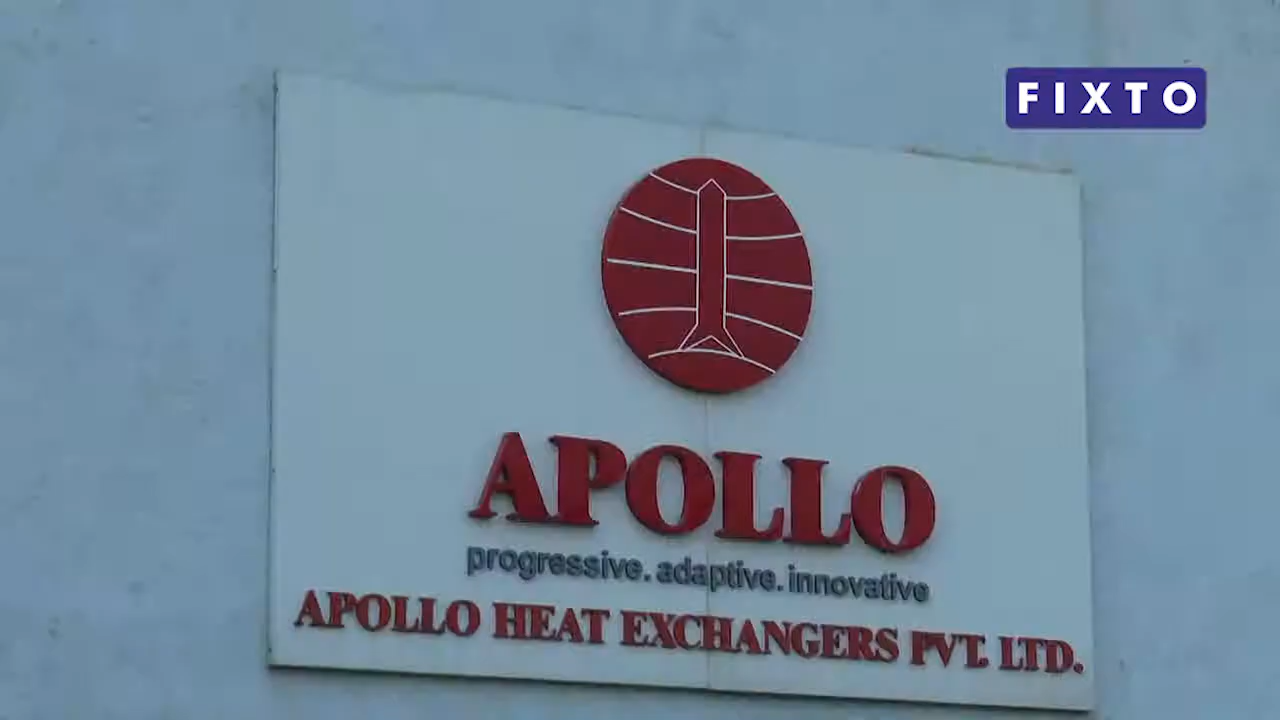 FIXTO
APOLLO
progressive. adaptive. innovative
APOLLO HEAT EXCHANGERS PVT. LTD.